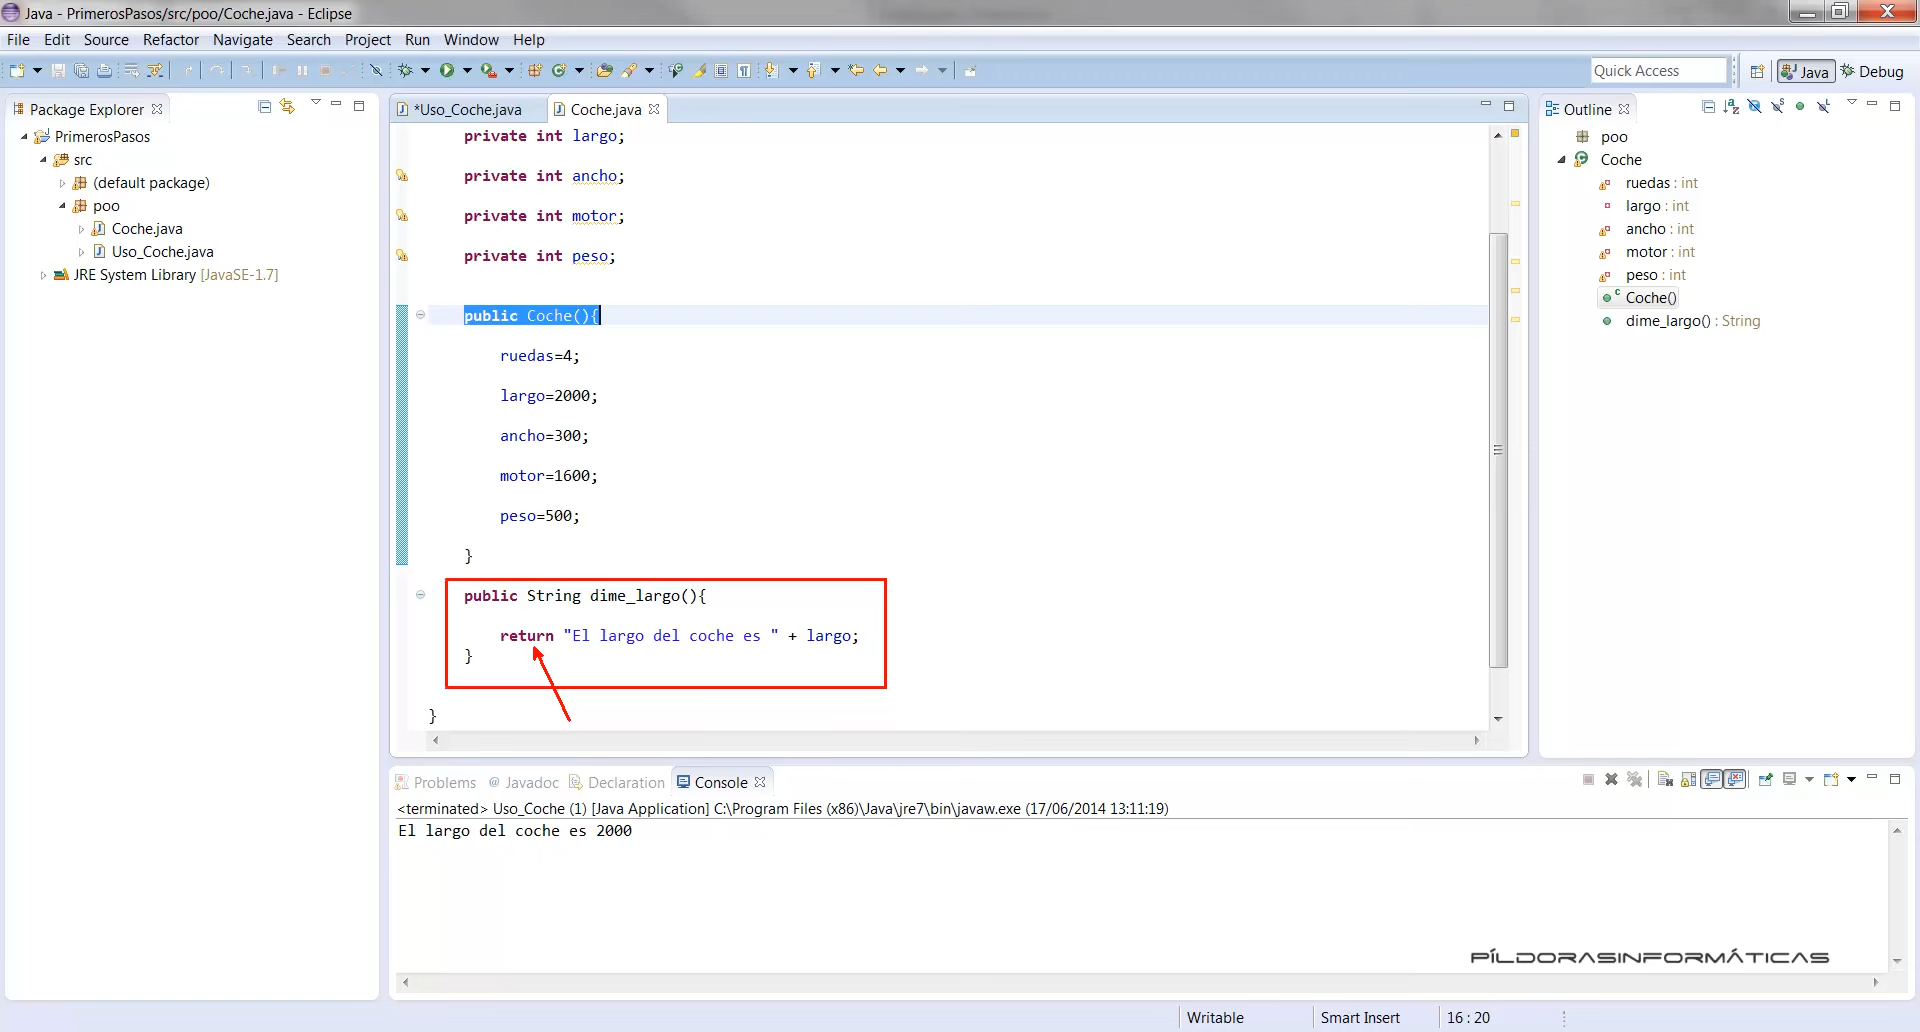 Java - PrimerosPasos/src/poo/Coche.java - Eclipse
File Edit Source Refactor Navigate Search Project Run Window Help
Quick Access
Java
Debug
Package Explorer
PrimerosPasos
src
(default package)
poo
Coche.java
Uso_Coche.java
JRE System Library [JavaSE-1.7]
*Uso_Coche.java
Coche.java
private int largo;
private int ancho;
private int motor;
private int peso;
public Coche(){
ruedas=4;
largo=2000;
ancho=300;
motor=1600;
peso=500;
}
public String dime_largo(){
return "El largo del coche es " + largo;
}
}
Outline
poo
Coche
ruedas : int
largo : int
ancho : int
motor : int
peso : int
Coche()
dime_largo() : String
Problems @ Javadoc Declaration Console
<terminated> Uso_Coche (1) [Java Application] C:\Program Files (x86)\Java\jre7\bin\javaw.exe (17/06/2014 13:11:19)
El largo del coche es 2000
PÍLDORASINFORMÁTICAS
Writable Smart Insert 16 : 20